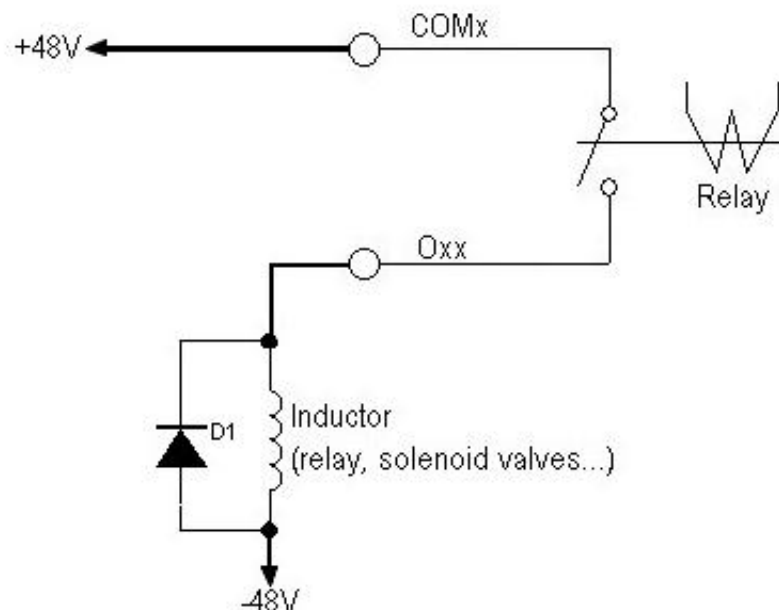 COMx
+48V
Relay
Oxx
D1
Inductor
(relay, solenoid valves...)
-48V